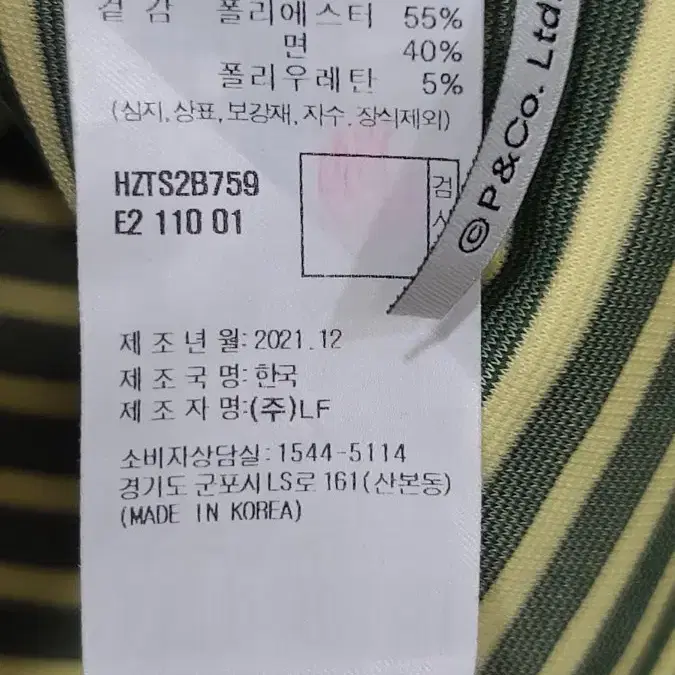 겉 감 폴리에스터 55%
면 40%
폴리우레탄 5%
(심지,상표,보강재,자수.장식제외)
HZTS2B759
E2 110 01
검
©P&Co. Ltd
제 조 년 월: 2021.12
제 조 국 명: 한국
제 조 자 명:(주)LF
소비자상담실: 1544-5114
경기도 군포시 LS로 161(산본동)
(MADE IN KOREA)